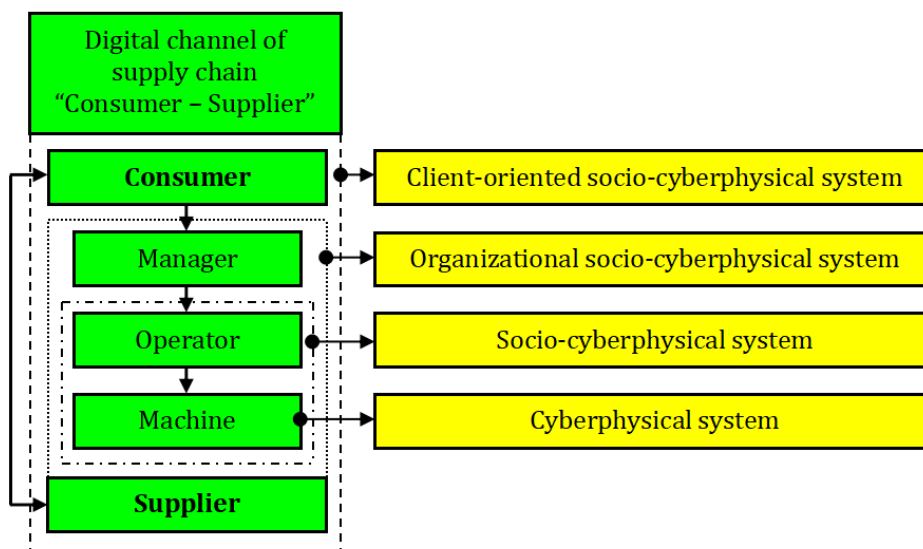 Digital channel of
supply chain
“Consumer – Supplier”
Consumer
Client-oriented socio-cyberphysical system
Manager
Organizational socio-cyberphysical system
Operator
Socio-cyberphysical system
Machine
Cyberphysical system
Supplier